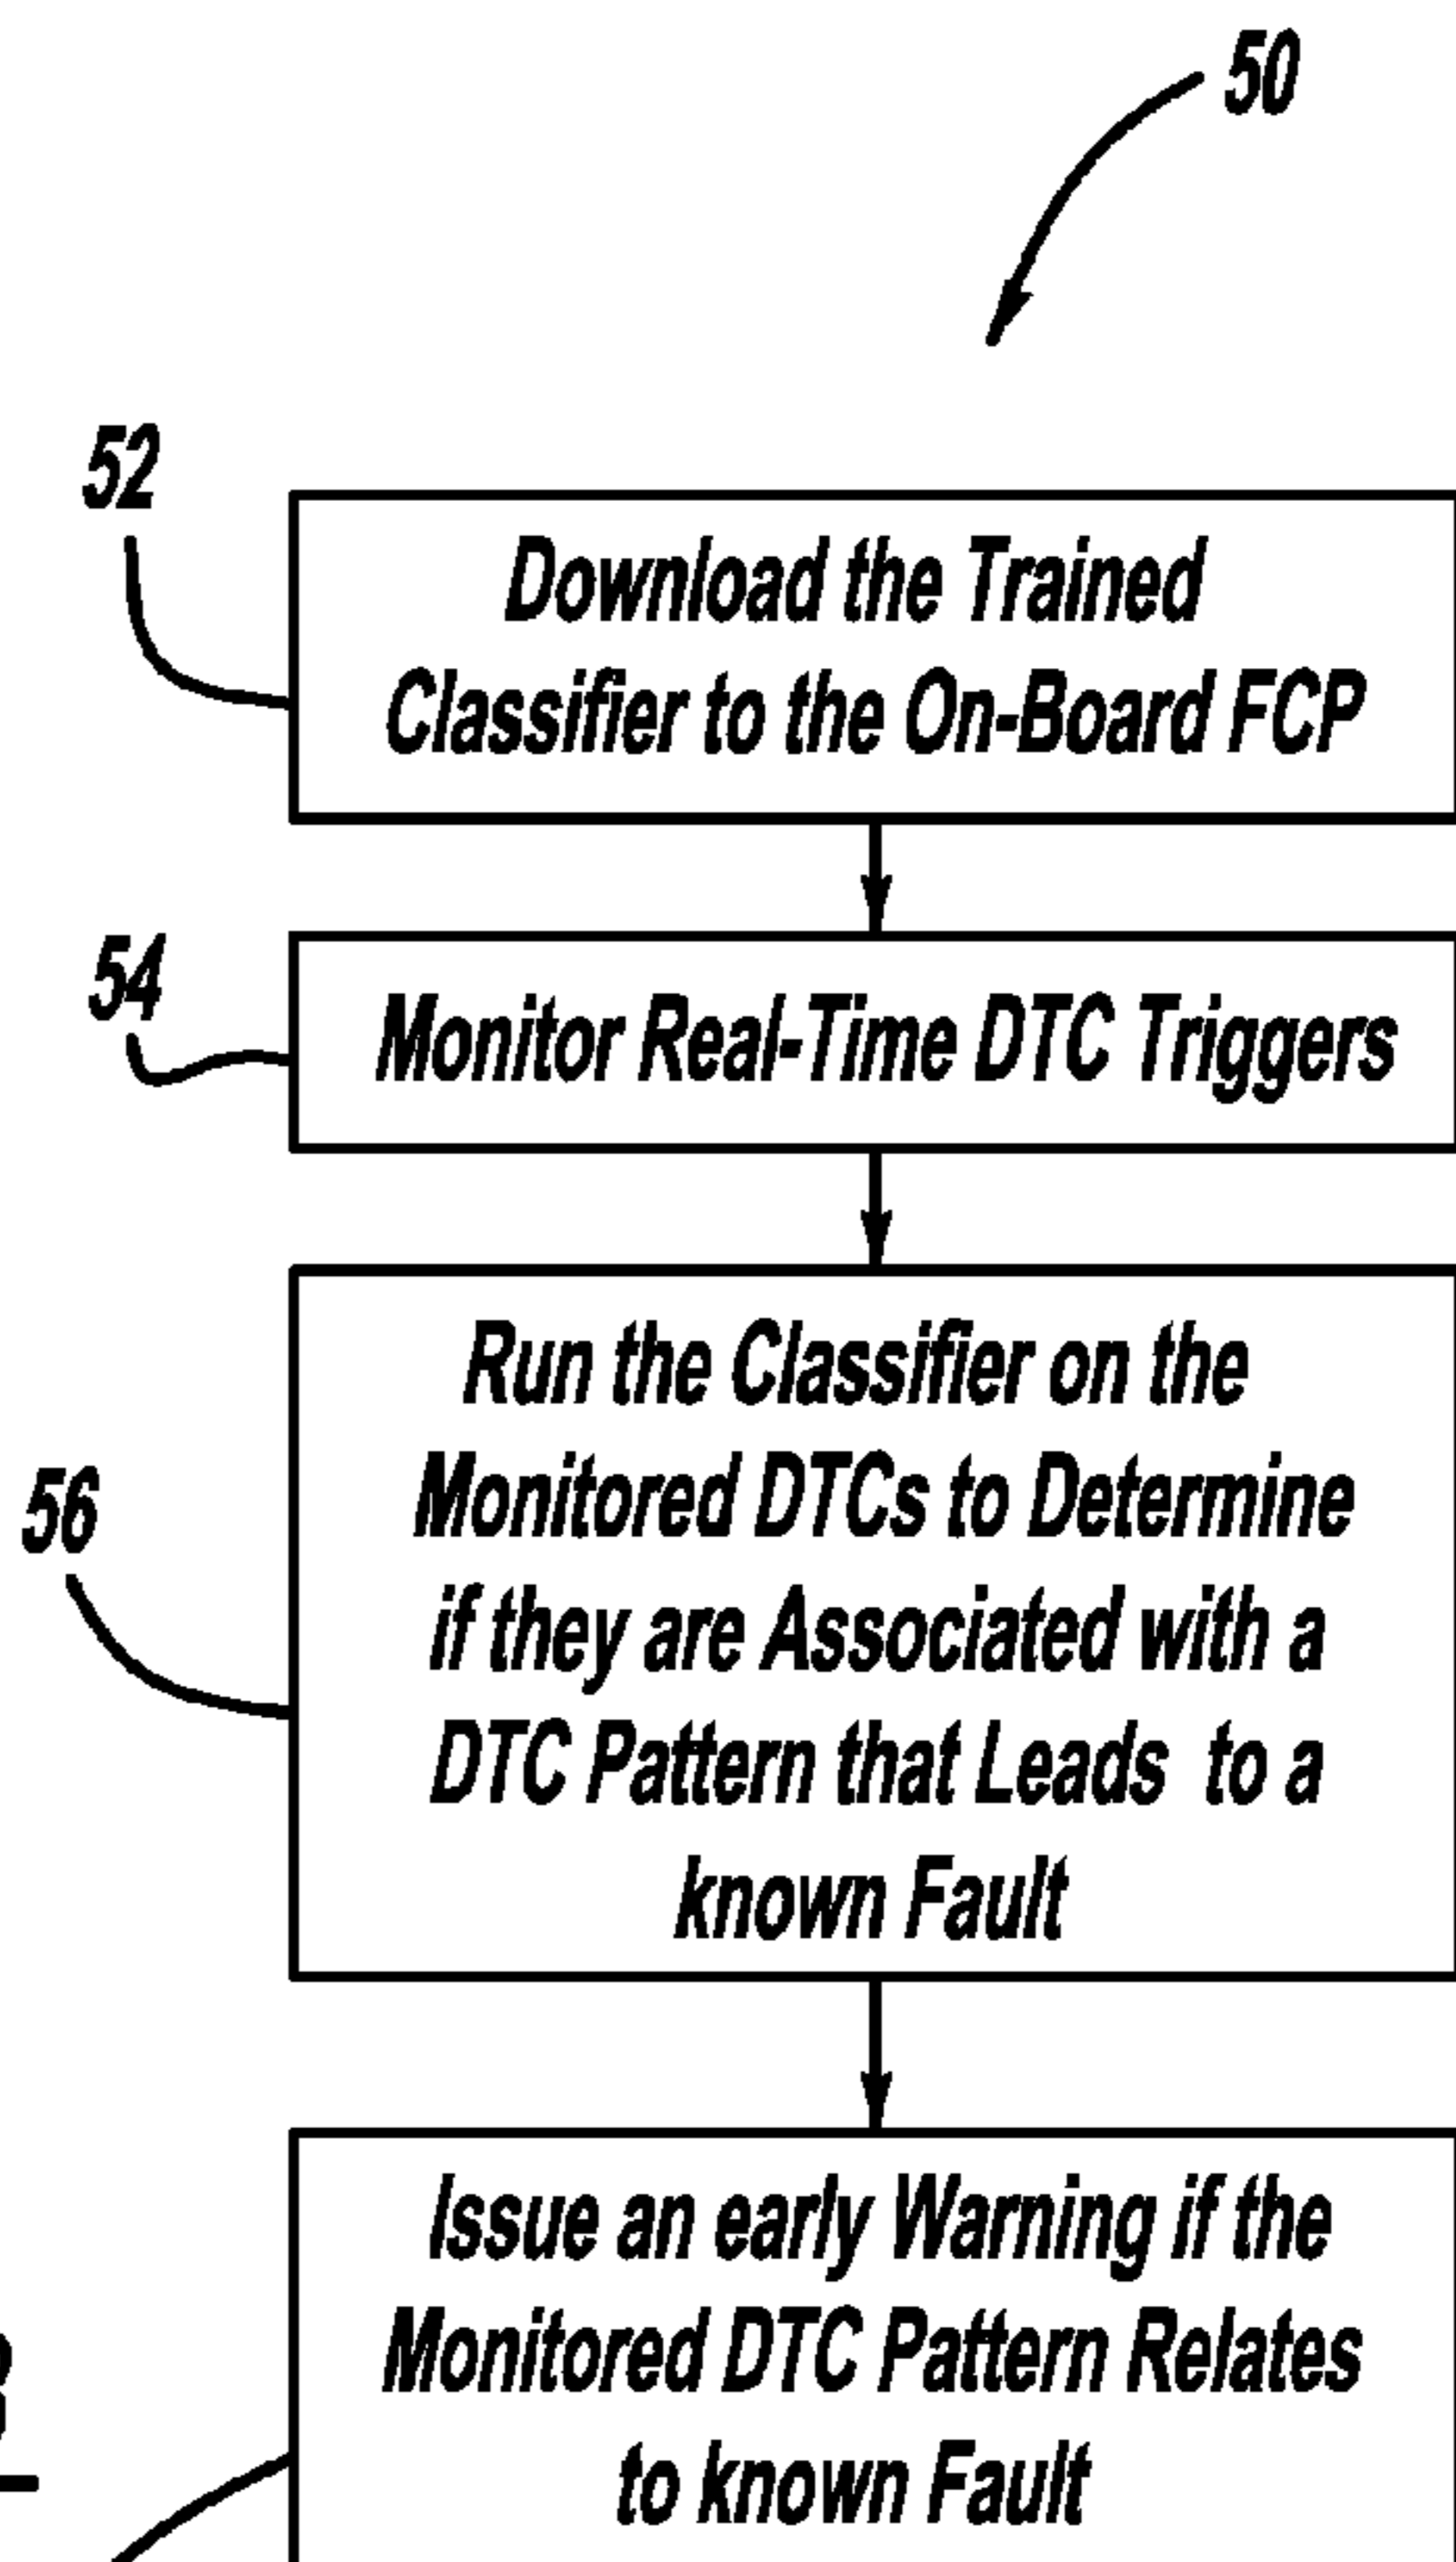 50
52
Download the Trained
Classifier to the On-Board FCP
54
Monitor Real-Time DTC Triggers
56
Run the Classifier on the
Monitored DTCs to Determine
if they are Associated with a
DTC Pattern that Leads to a
known Fault
Issue an early Warning if the
Monitored DTC Pattern Relates
to known Fault